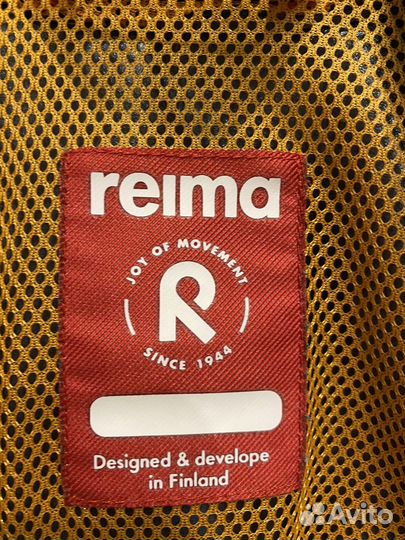 reima
JOY OF MOVEMENT
R
SINCE 1944
Designed & develope
in Finland
Avito